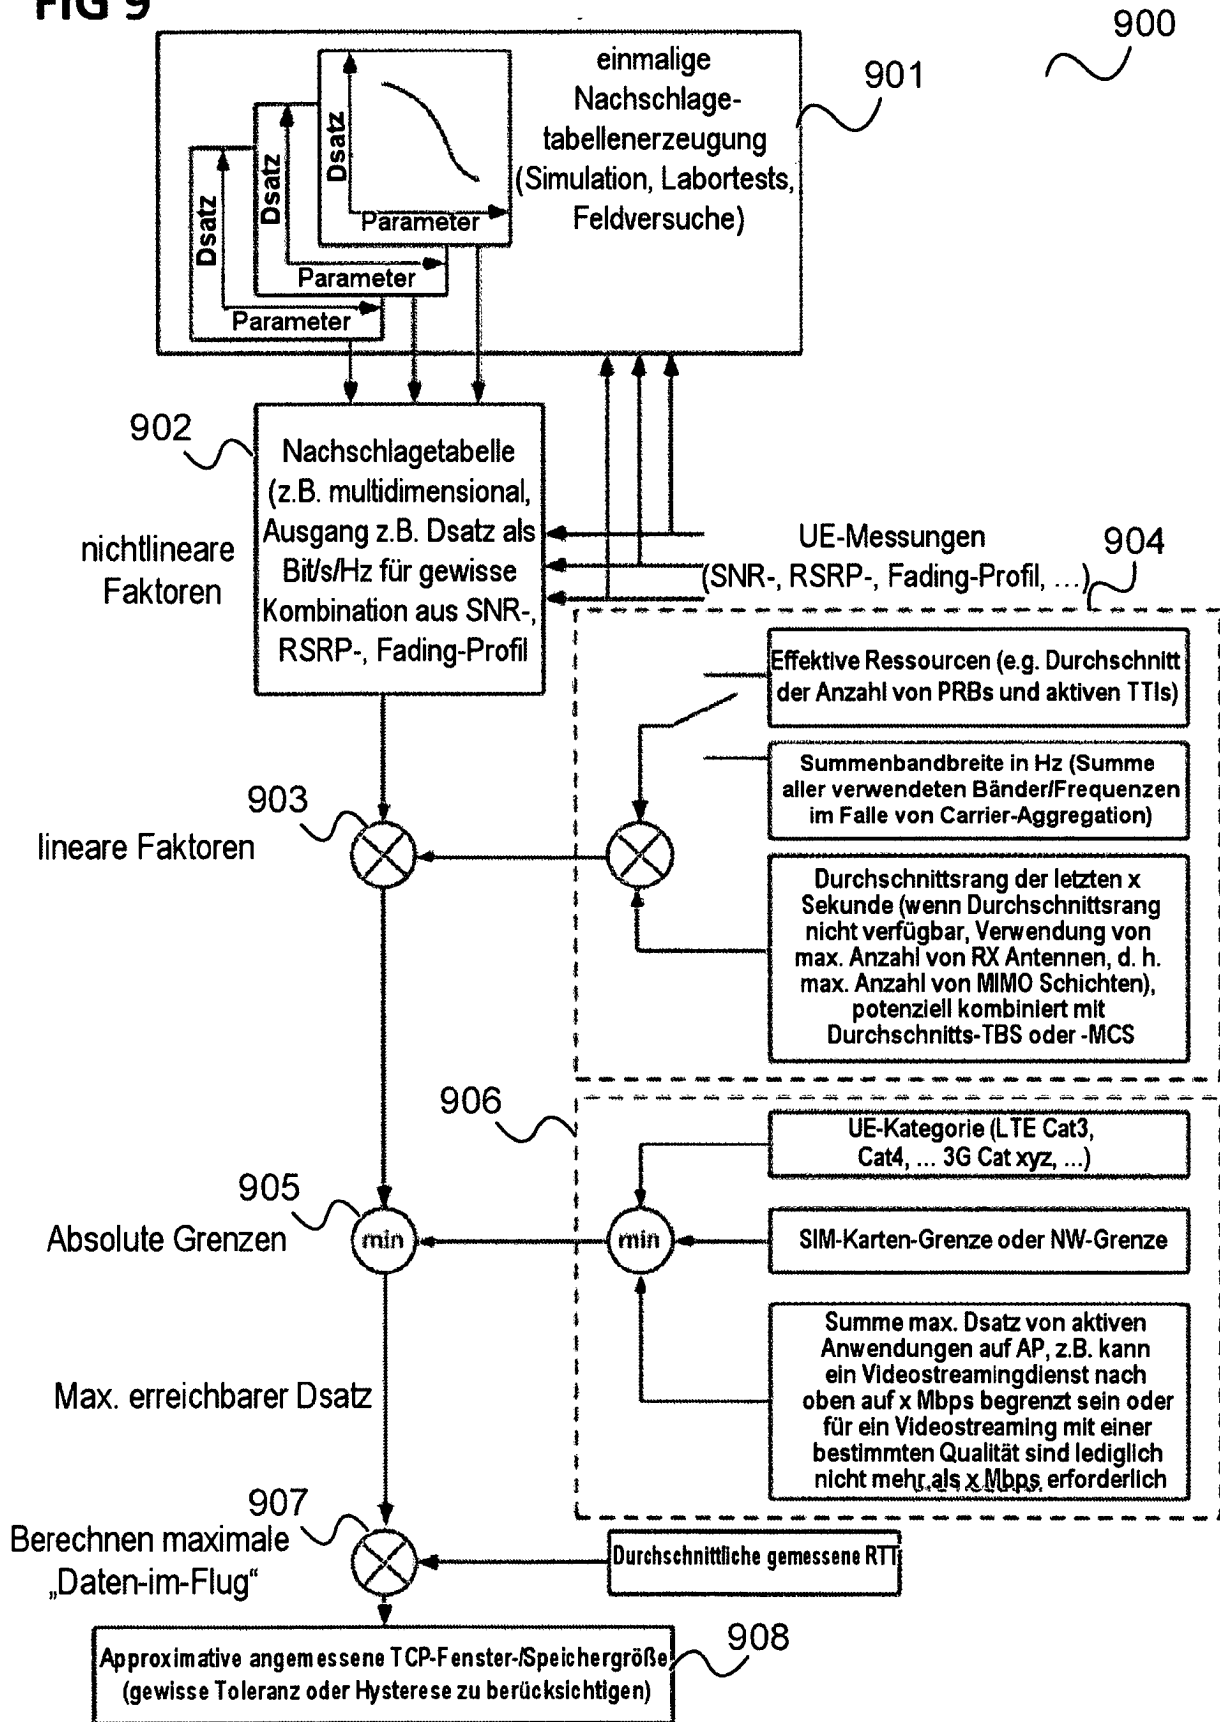 FIG 9
900
901
einmalige
Nachschlage-
tabellenerzeugung
(Simulation, Labortests,
Feldversuche)
Dsatz
Parameter
Dsatz
Parameter
Dsatz
Parameter
902
Nachschlagetabelle
(z.B. multidimensional,
Ausgang z.B. Dsatz als
Bit/s/Hz für gewisse
Kombination aus SNR-,
RSRP-, Fading-Profil
nichtlineare
Faktoren
UE-Messungen
(SNR-, RSRP-, Fading-Profil, ...)
904
Effektive Ressourcen (e.g. Durchschnitt
der Anzahl von PRBs und aktiven TTIs)
Summenbandbreite in Hz (Summe
aller verwendeten Bänder/Frequenzen
im Falle von Carrier-Aggregation)
903
lineare Faktoren
Durchschnittsrang der letzten x
Sekunde (wenn Durchschnittsrang
nicht verfügbar, Verwendung von
max. Anzahl von RX Antennen, d. h.
max. Anzahl von MIMO Schichten),
potenziell kombiniert mit
Durchschnitts-TBS oder -MCS
906
UE-Kategorie (LTE Cat3,
Cat4, ... 3G Cat xyz, ...)
905
Absolute Grenzen
min
min
SIM-Karten-Grenze oder NW-Grenze
Summe max. Dsatz von aktiven
Anwendungen auf AP, z.B. kann
ein Videostreamingdienst nach
oben auf x Mbps begrenzt sein oder
für ein Videostreaming mit einer
bestimmten Qualität sind lediglich
nicht mehr als x Mbps erforderlich
Max. erreichbarer Dsatz
907
Berechnen maximale
„Daten-im-Flug“
Durchschnittliche gemessene RTT
908
Approximative angemessene TCP-Fenster-/Speichergröße
(gewisse Toleranz oder Hysterese zu berücksichtigen)